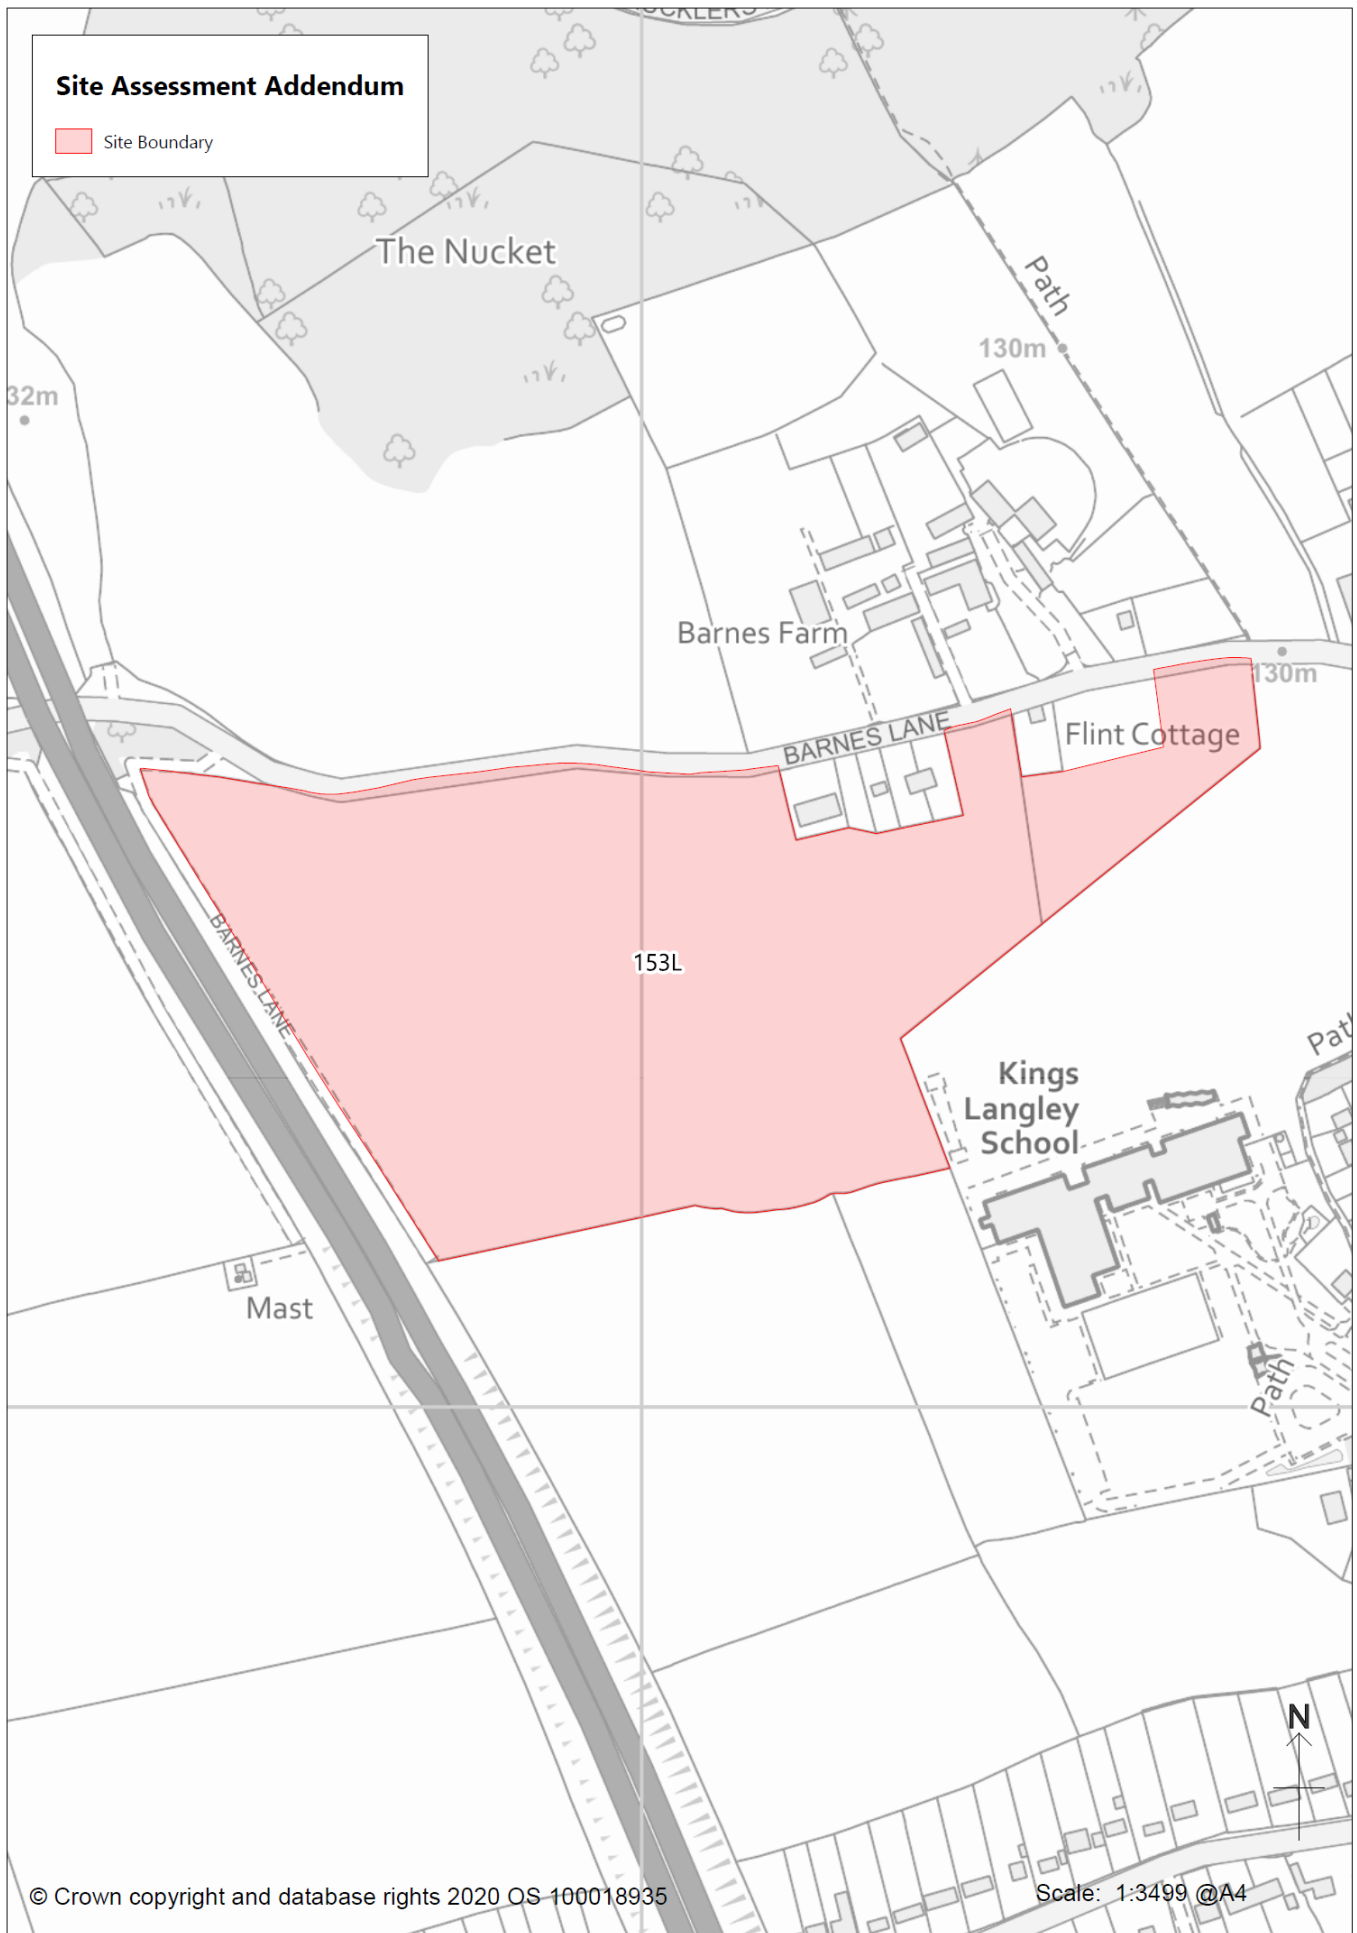 Site Assessment Addendum
Site Boundary
The Nucket
Path
130m
32m
Barnes Farm
130m
BARNES LANE
Flint Cottage
BARNES LANE
153L
Path
Kings
Langley
School
Mast
Path
N
© Crown copyright and database rights 2020 OS 100018935
Scale: 1:3499 @A4